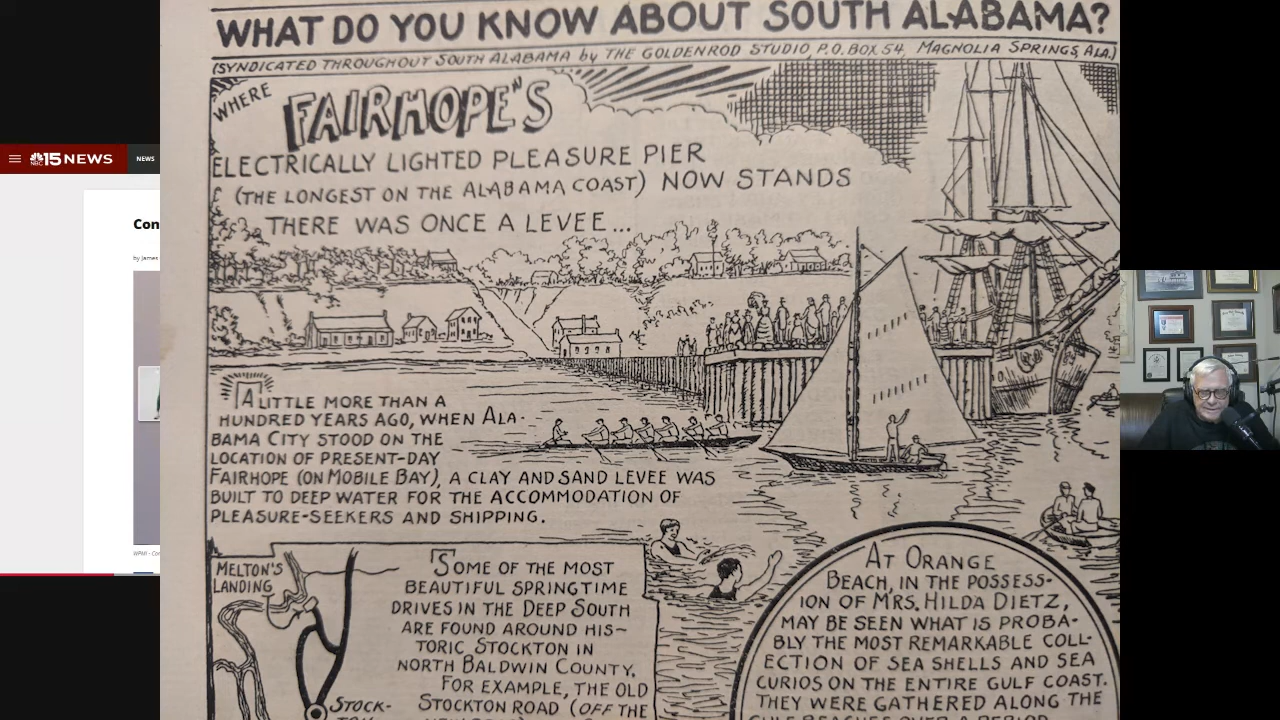 WHAT DO YOU KNOW ABOUT SOUTH ALABAMA?
(SYNDICATED THROUGHOUT SOUTH ALABAMA by THE GOLDENROD STUDIO, P.O. BOX 54, MAGNOLIA SPRINGS, ALA.)
WHERE FAIRHOPE"S
ELECTRICALLY LIGHTED PLEASURE PIER
(THE LONGEST ON THE ALABAMA COAST) NOW STANDS
THERE WAS ONCE A LEVEE...
A LITTLE MORE THAN A
HUNDRED YEARS AGO, WHEN ALA-
BAMA CITY STOOD ON THE
LOCATION OF PRESENT-DAY
FAIRHOPE (ON MOBILE BAY), A CLAY AND SAND LEVEE WAS
BUILT TO DEEP WATER FOR THE ACCOMMODATION OF
PLEASURE-SEEKERS AND SHIPPING.
MELTON'S
LANDING
STOCK-
SOME OF THE MOST
BEAUTIFUL SPRINGTIME
DRIVES IN THE DEEP SOUTH
ARE FOUND AROUND HIS-
TORIC STOCKTON IN
NORTH BALDWIN COUNTY.
FOR EXAMPLE, THE OLD
STOCKTON ROAD (OFF THE
AT ORANGE
BEACH, IN THE POSSESS-
ION OF MRS. HILDA DIETZ,
MAY BE SEEN WHAT IS PROBA-
BLY THE MOST REMARKABLE COLL-
ECTION OF SEA SHELLS AND SEA
CURIOS ON THE ENTIRE GULF COAST.
THEY WERE GATHERED ALONG THE
GULF BEACHES OVER A PERIOD
NBC 15 NEWS
NEWS
Con
by James